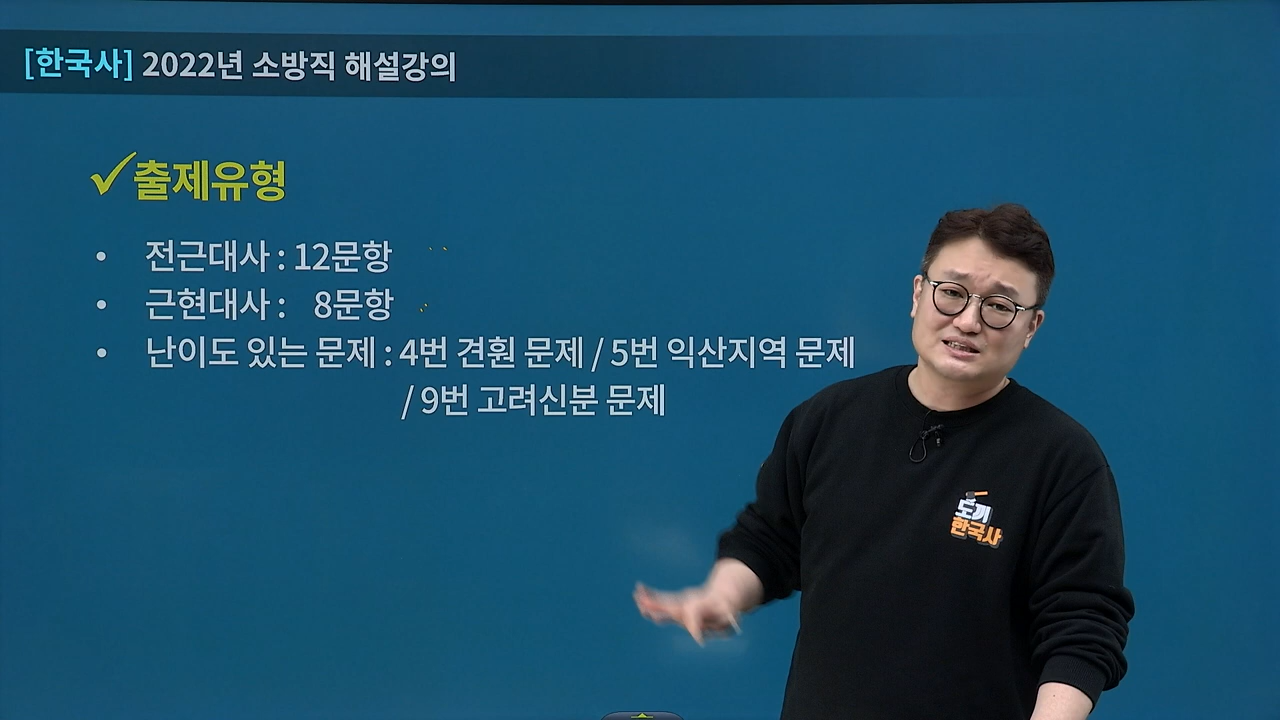 [한국사] 2022년 소방직 해설강의
✓출제유형
• 전근대사 : 12문항
• 근현대사 : 8문항
• 난이도 있는 문제 : 4번 견훤 문제 / 5번 익산지역 문제
/ 9번 고려신분 문제
도끼
한국사